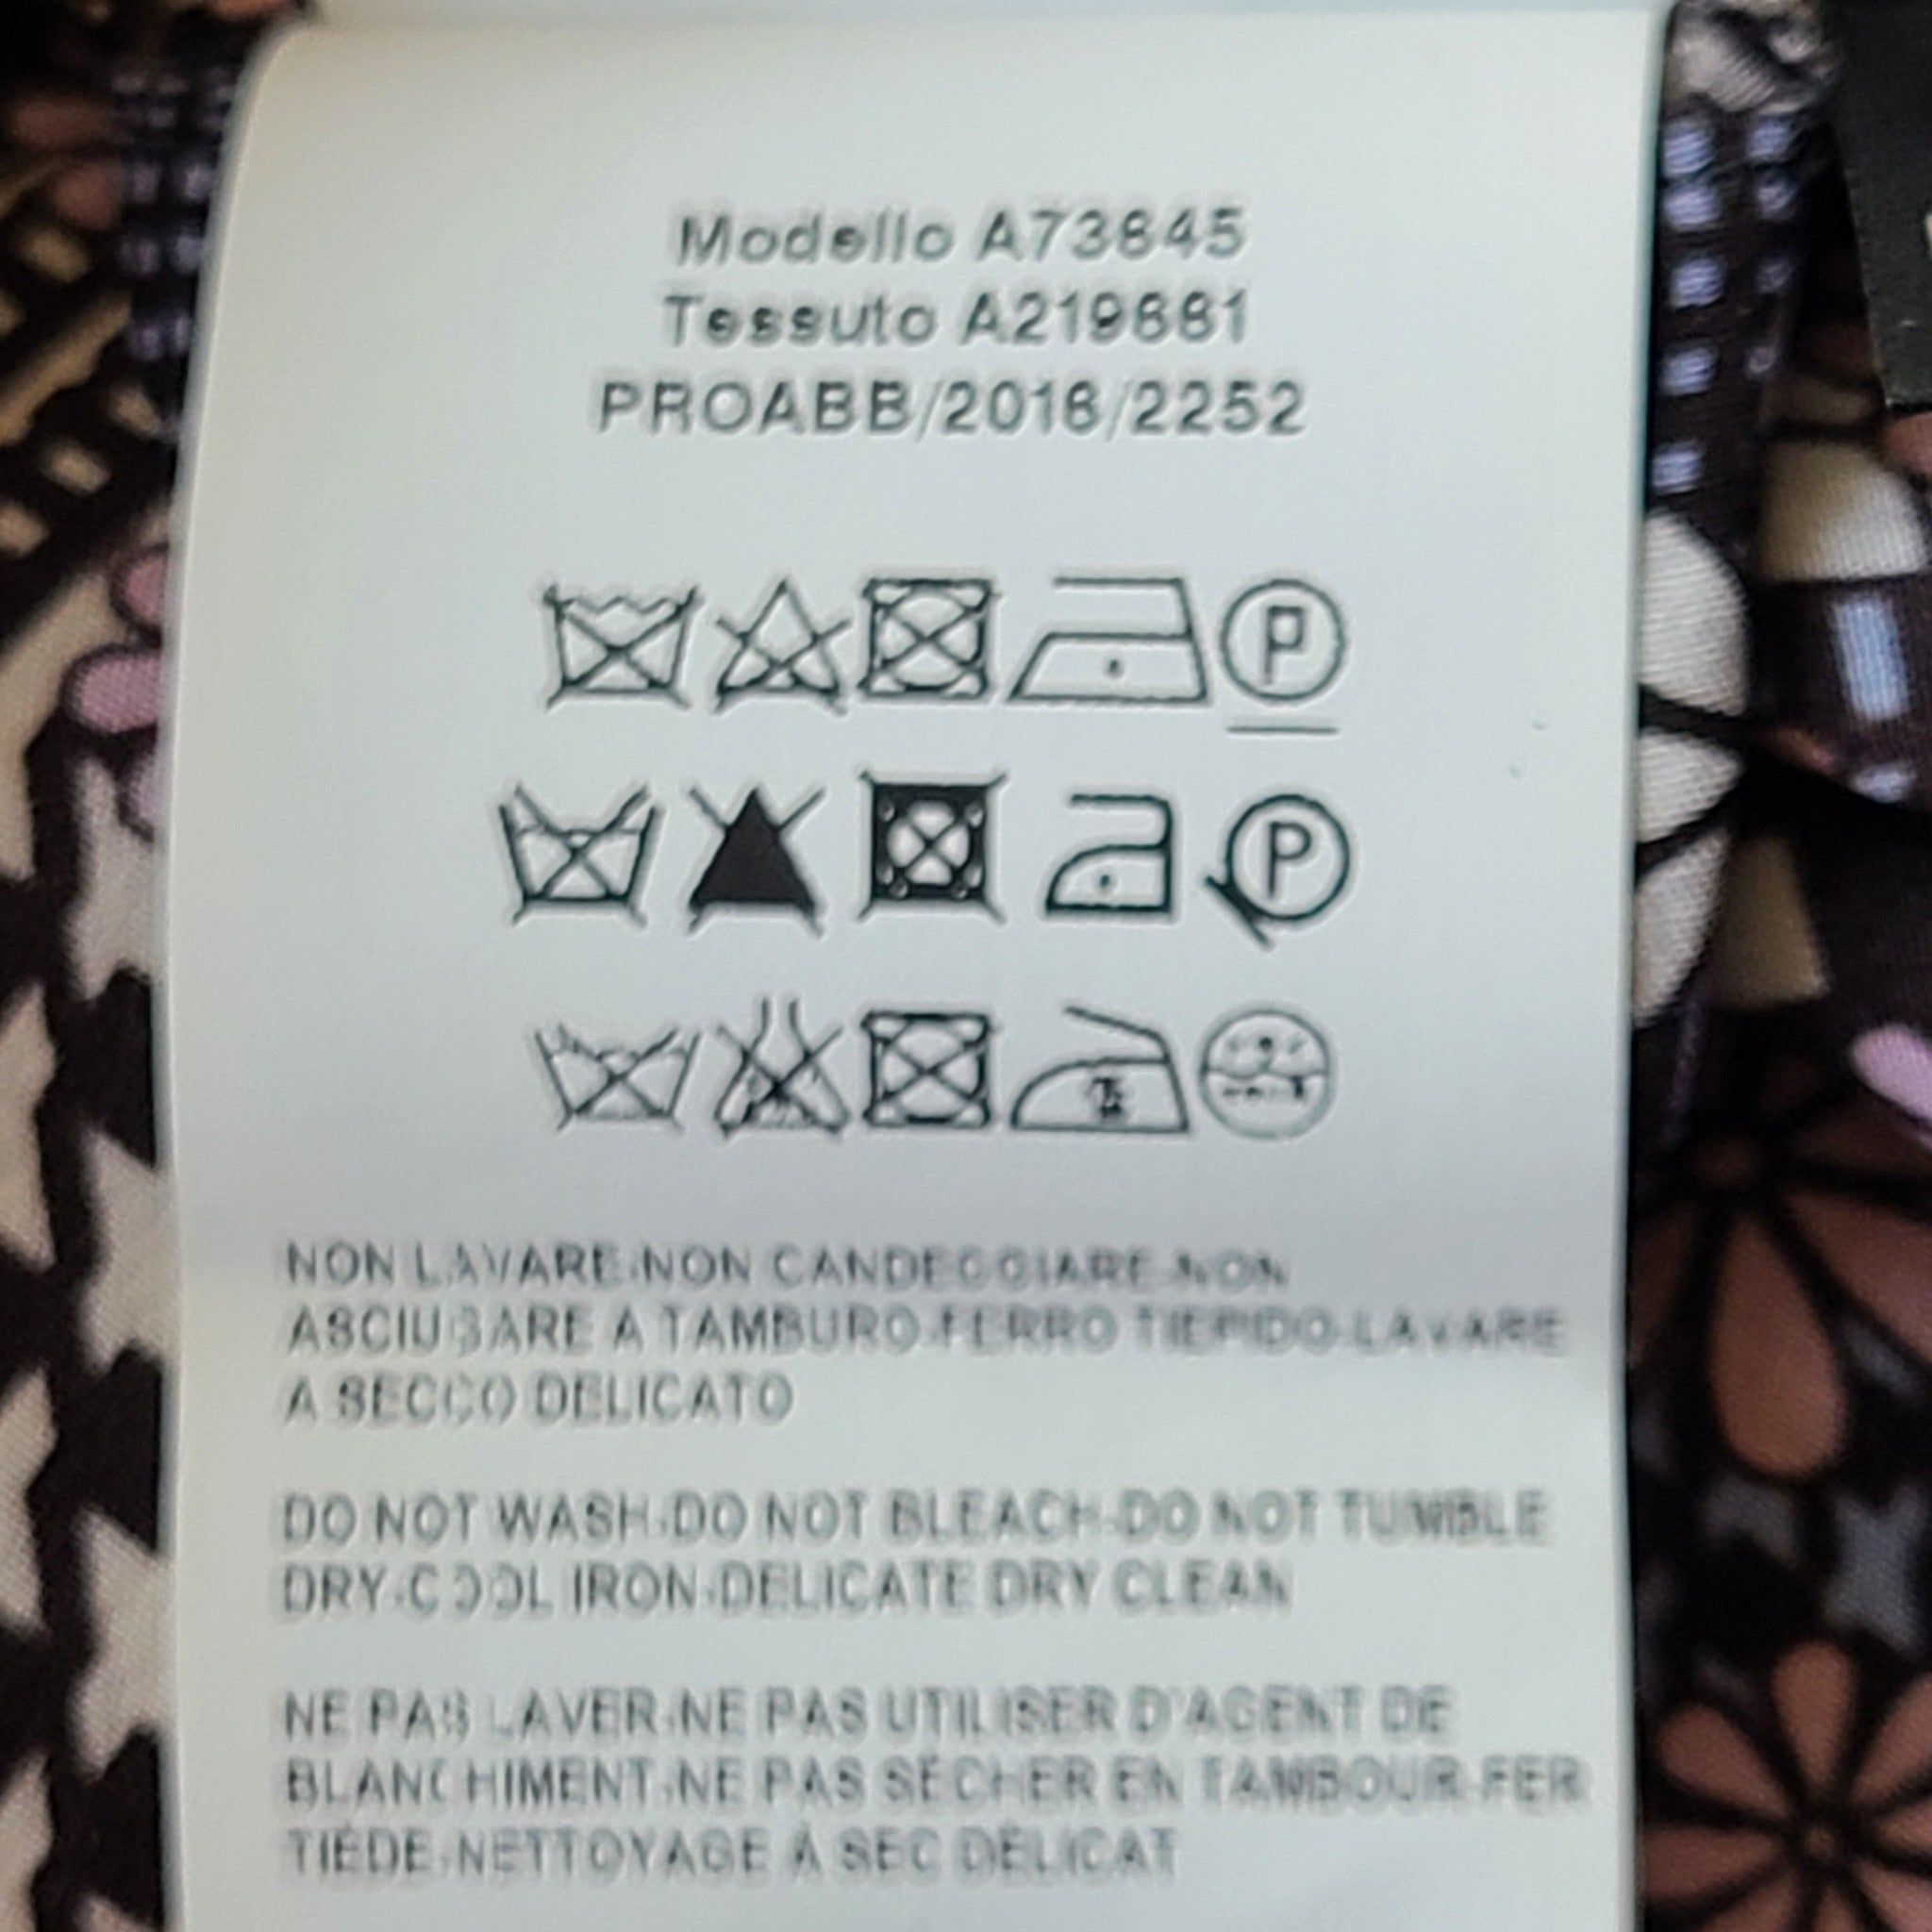 Modello A73645
Tessuto A219881
PROABB/2016/2252
P
P
NON LAVARE-NON CANDEGGIARE-NON
ASCIUGARE A TAMBURO-FERRO TIEPIDO-LAVARE
A SECCO DELICATO
DO NOT WASH-DO NOT BLEACH-DO NOT TUMBLE
DRY-COOL IRON-DELICATE DRY CLEAN
NE PAS LAVER-NE PAS UTILISER D'AGENT DE
BLANCHIMENT-NE PAS SÉCHER EN TAMBOUR-FER
TIÉDE-NETTOYAGE À SEC DÉLICAT